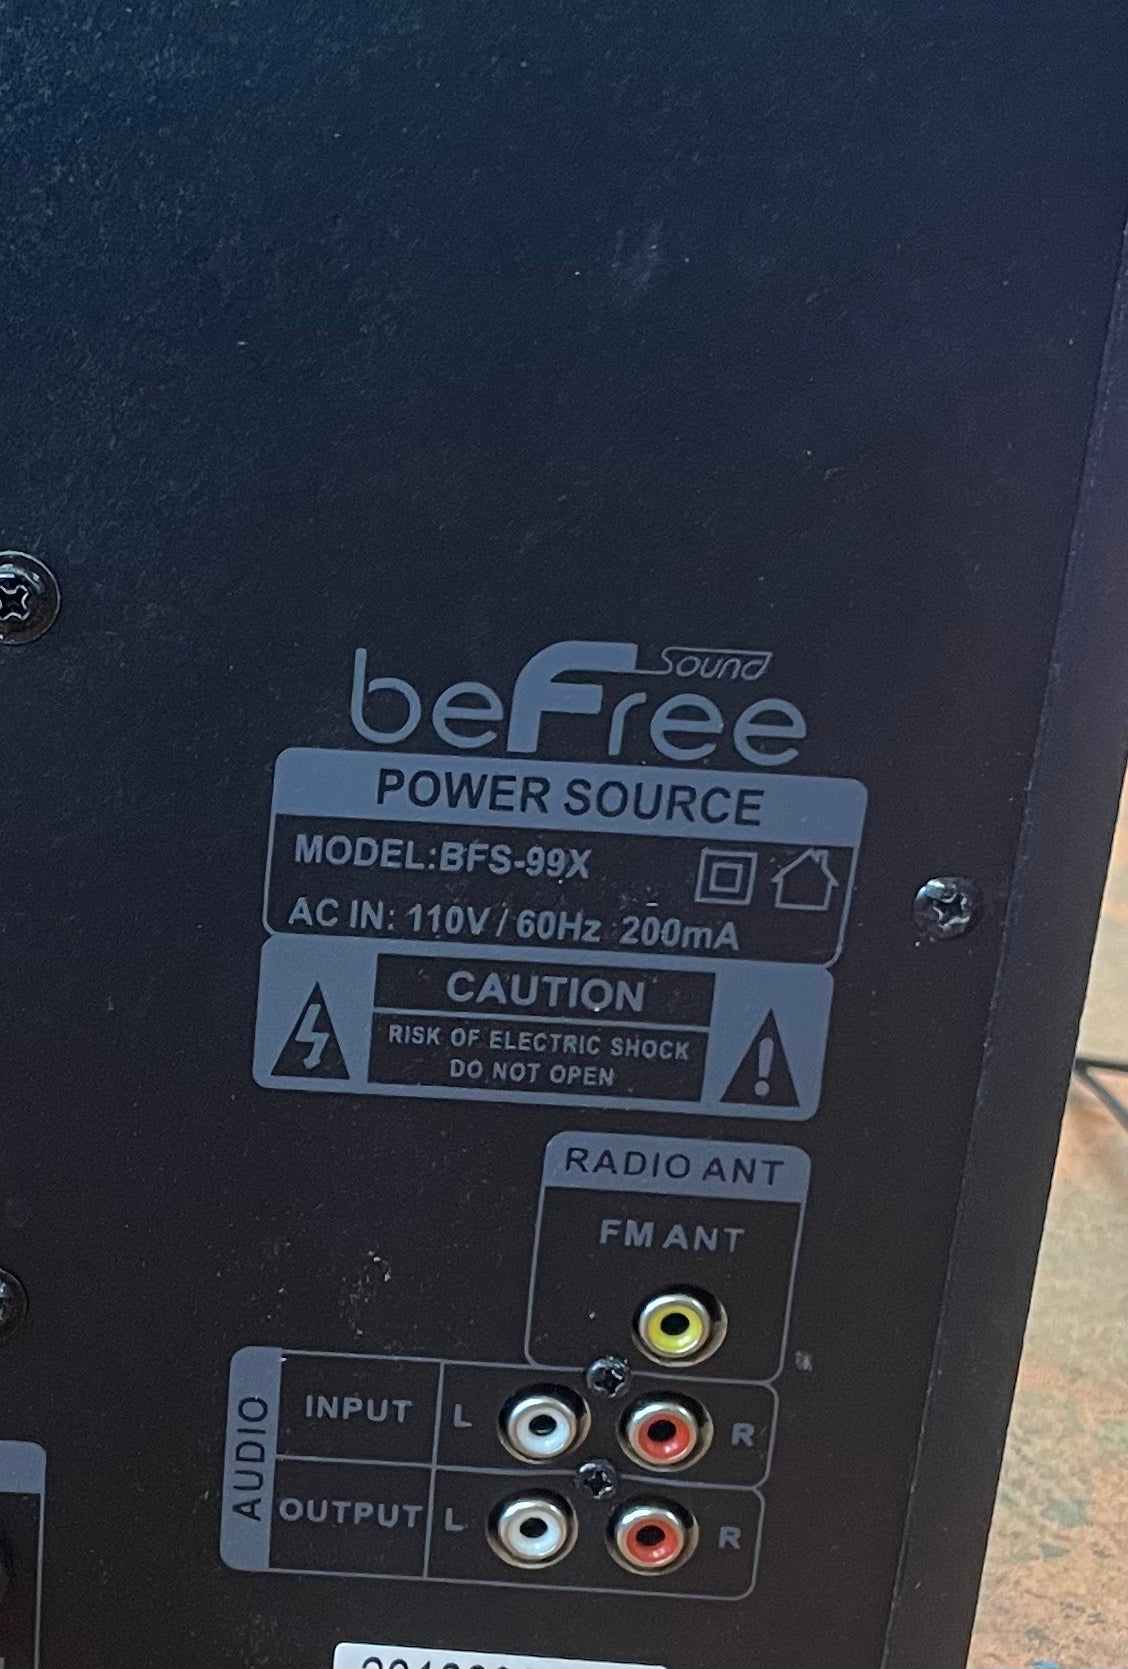 beFree Sound
POWER SOURCE
MODEL:BFS-99X
AC IN: 110V / 60Hz 200mA
CAUTION
RISK OF ELECTRIC SHOCK
DO NOT OPEN
RADIO ANT
FM ANT
AUDIO
INPUT L R
OUTPUT L R